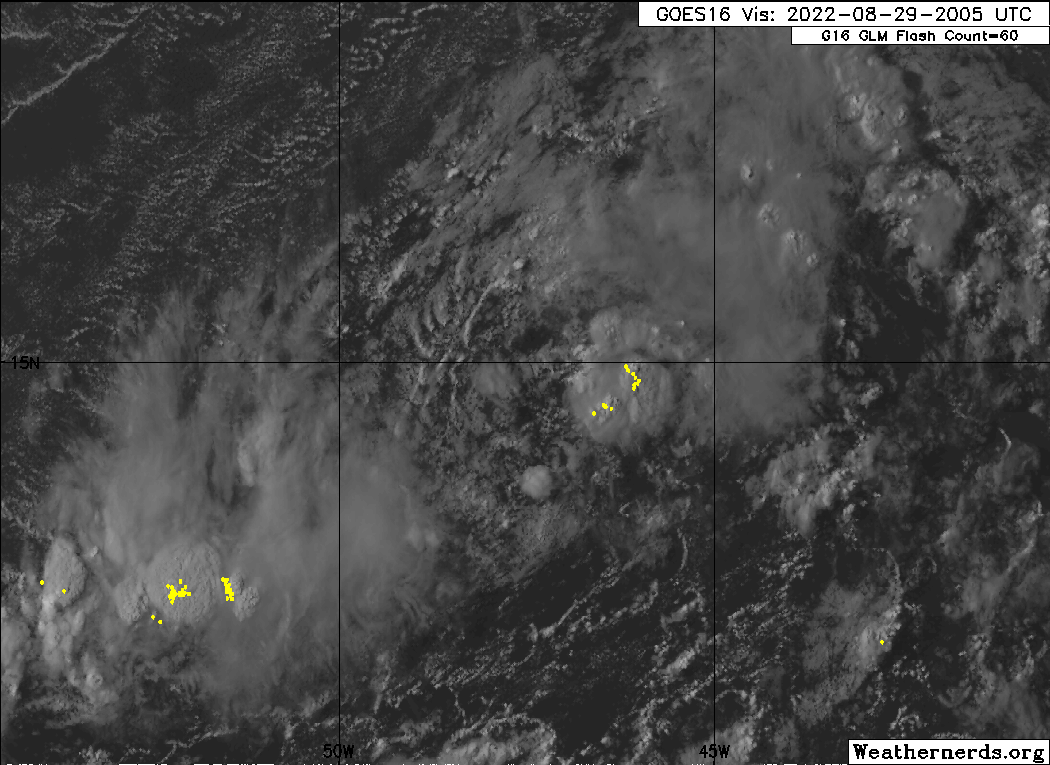 GOES16 Vis: 2022-08-29-2005 UTC
G16 GLM Flash Count=60
15N
50W
45W
Weathernerds.org